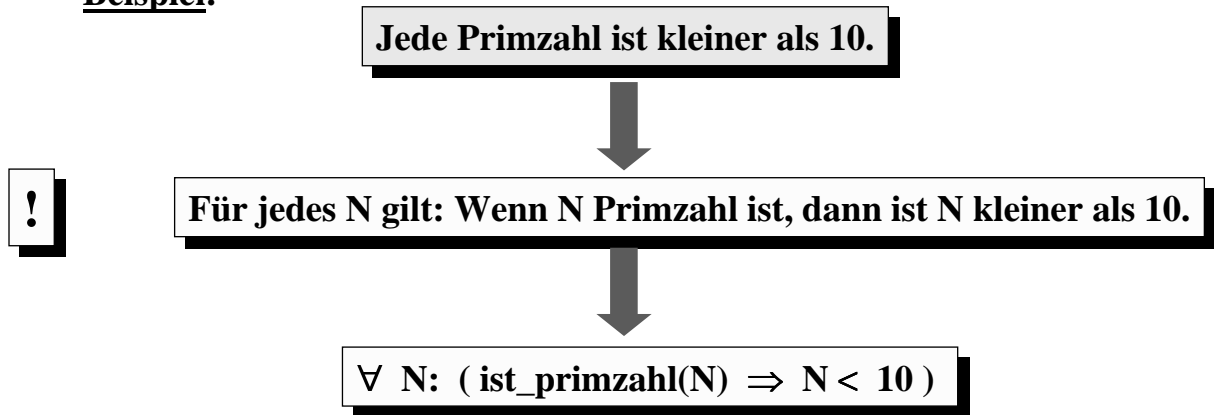 Beispiel:
Jede Primzahl ist kleiner als 10.
!
Für jedes N gilt: Wenn N Primzahl ist, dann ist N kleiner als 10.
∀ N: ( ist_primzahl(N) ⇒ N < 10 )